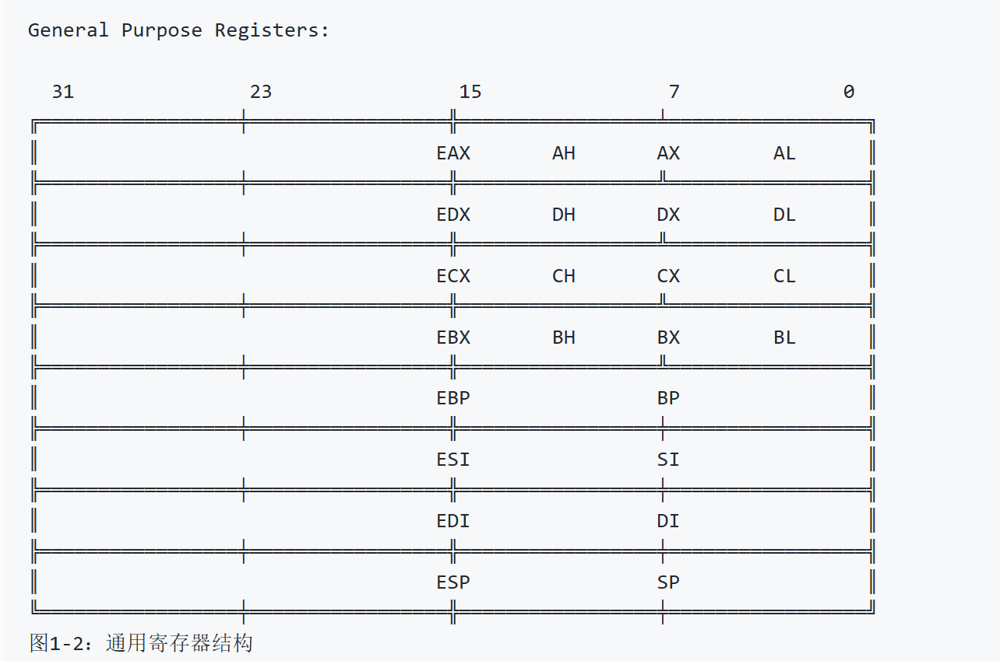 General Purpose Registers:
31 23 15 7 0
EAX AH AX AL
EDX DH DX DL
ECX CH CX CL
EBX BH BX BL
EBP BP
ESI SI
EDI DI
ESP SP
图1-2：通用寄存器结构